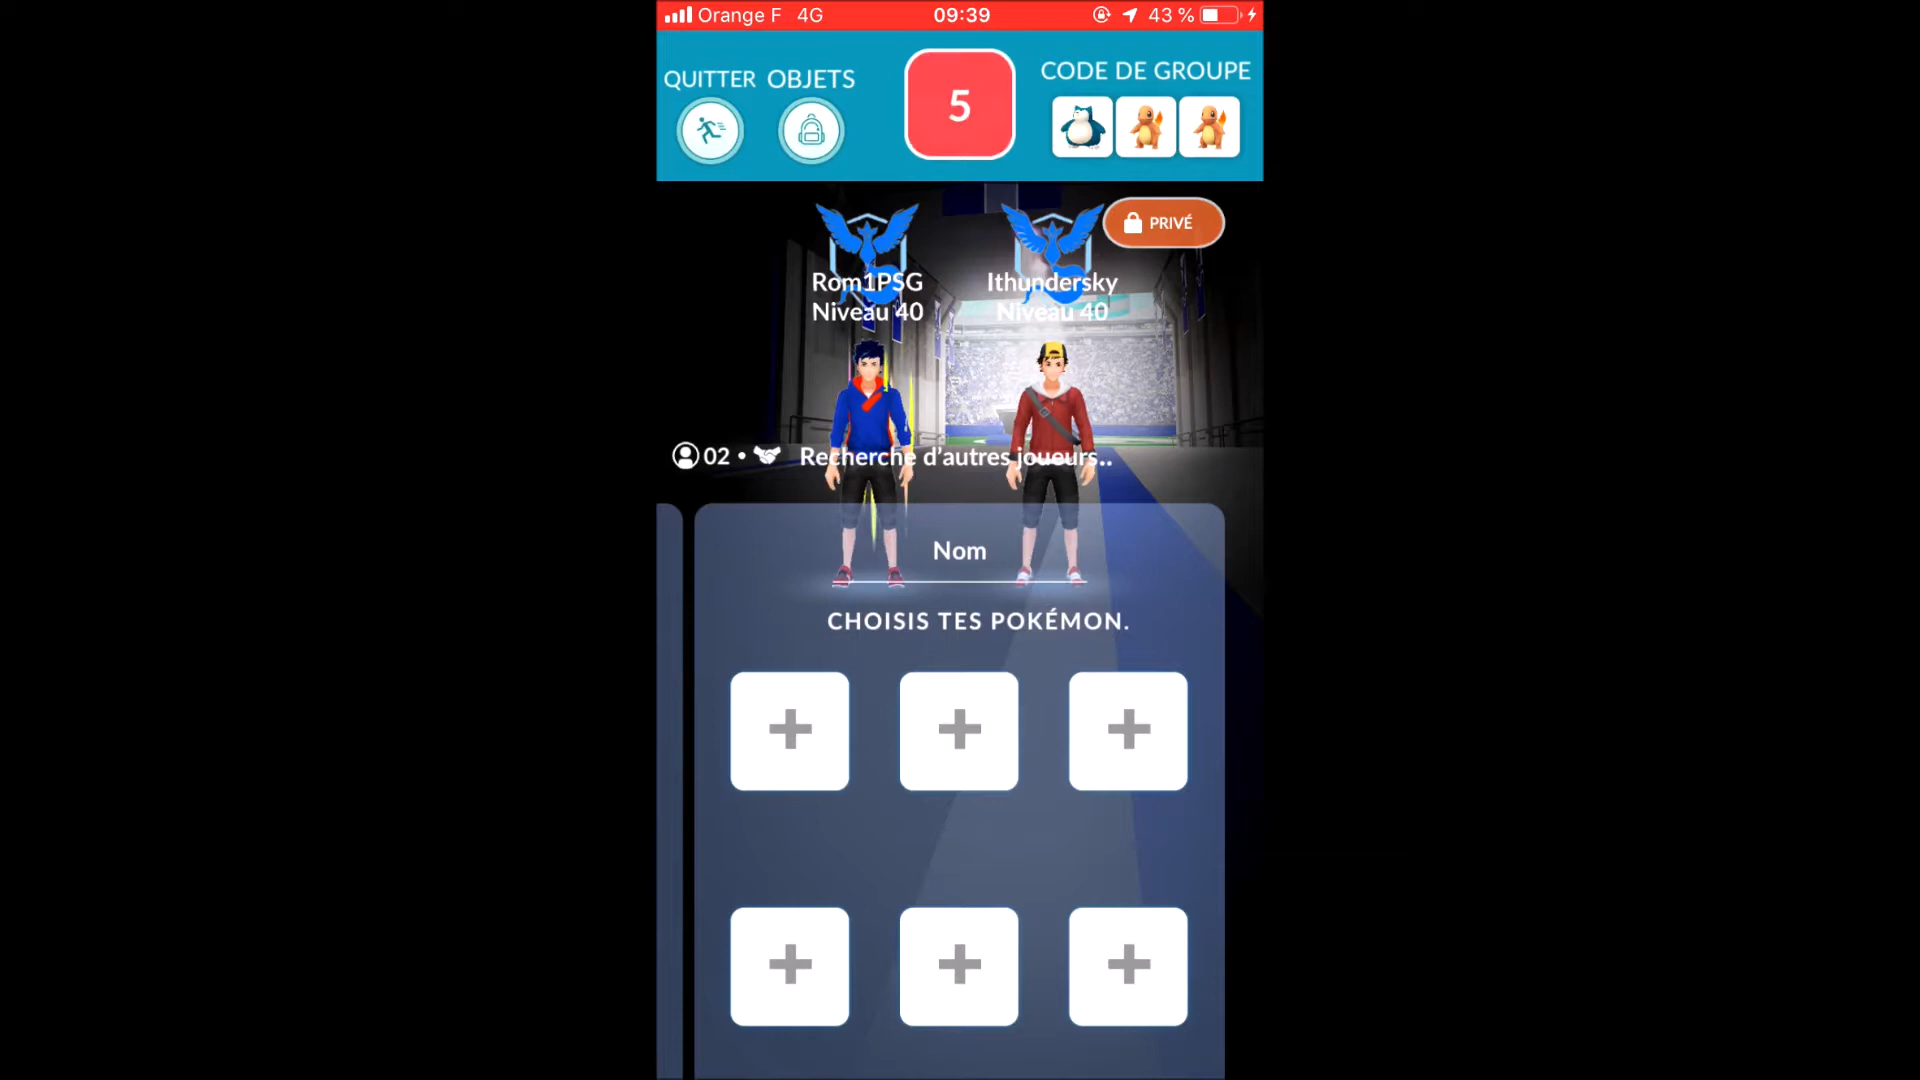 Orange F 4G 09:39 43 %
QUITTER OBJETS 5 CODE DE GROUPE
PRIVÉ
Rom1PSG Ithundersky
Niveau 40 Niveau 40
02 • Recherche d'autres joueurs..
Nom
CHOISIS TES POKÉMON.